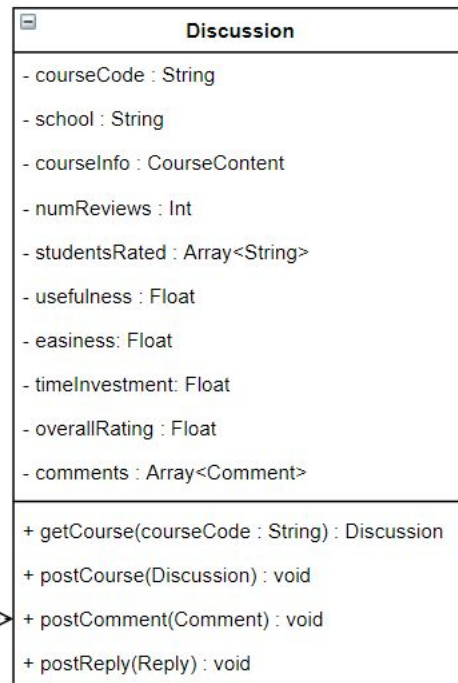 Discussion
- courseCode : String
- school : String
- courseInfo : CourseContent
- numReviews : Int
- studentsRated : Array<String>
- usefulness : Float
- easiness: Float
- timeInvestment: Float
- overallRating : Float
- comments : Array<Comment>
+ getCourse(courseCode : String) : Discussion
+ postCourse(Discussion) : void
+ postComment(Comment) : void
+ postReply(Reply) : void